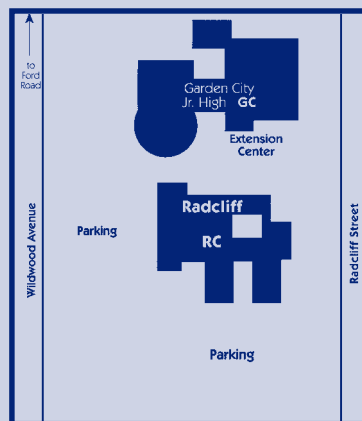 to
Ford
Road
Garden City
Jr. High GC
Extension
Center
Radcliff
RC
Parking
Wildwood Avenue
Radcliff Street
Parking